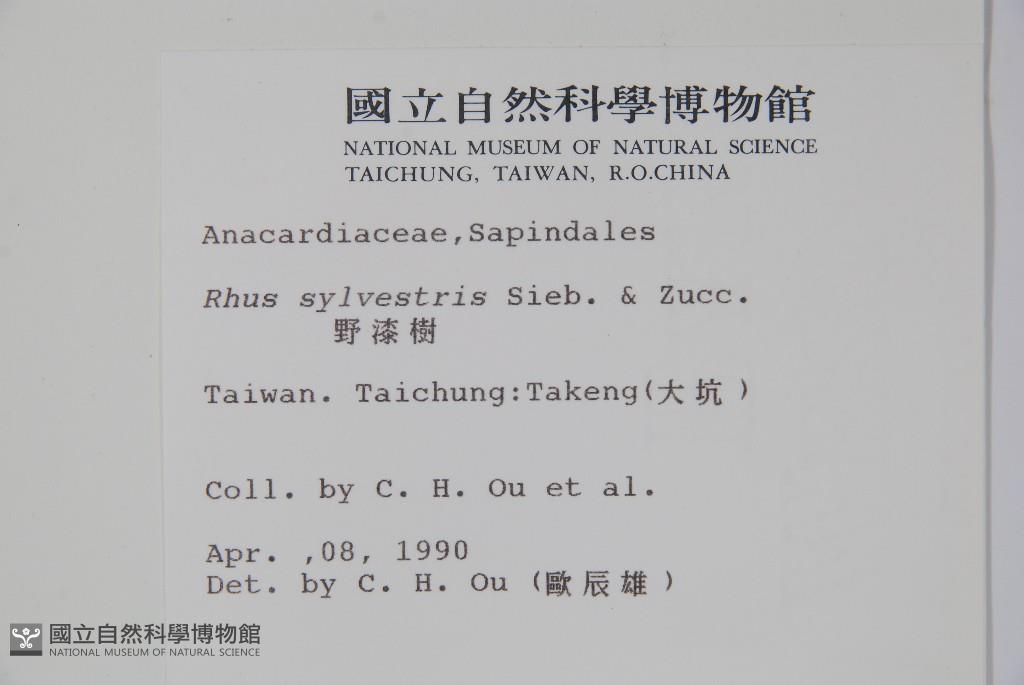 國立自然科學博物館
NATIONAL MUSEUM OF NATURAL SCIENCE
TAICHUNG, TAIWAN, R.O.CHINA
Anacardiaceae,Sapindales
Rhus sylvestris Sieb. & Zucc.
野漆樹
Taiwan. Taichung:Takeng(大坑)
Coll. by C. H. Ou et al.
Apr. ,08, 1990
Det. by C. H. Ou (歐辰雄)
國立自然科學博物館
NATIONAL MUSEUM OF NATURAL SCIENCE